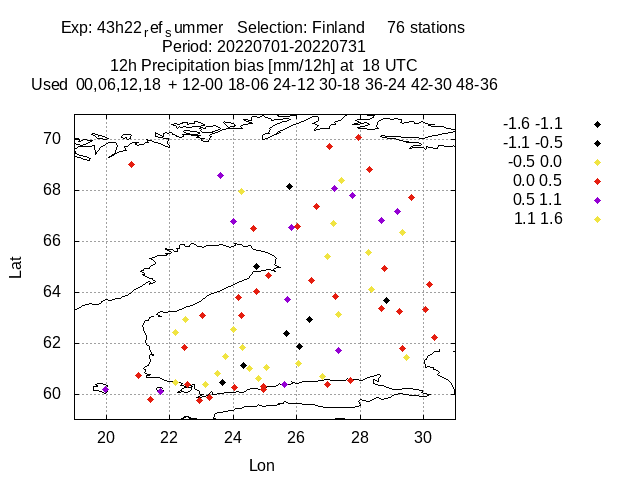 Exp: 43h22refsummer Selection: Finland 76 stations
Period: 20220701-20220731
12h Precipitation bias [mm/12h] at 18 UTC
Used 00,06,12,18 + 12-00 18-06 24-12 30-18 36-24 42-30 48-36
-1.6 -1.1
-1.1 -0.5
-0.5 0.0
0.0 0.5
0.5 1.1
1.1 1.6
70
68
66
64
62
60
Lat
20 22 24 26 28 30
Lon